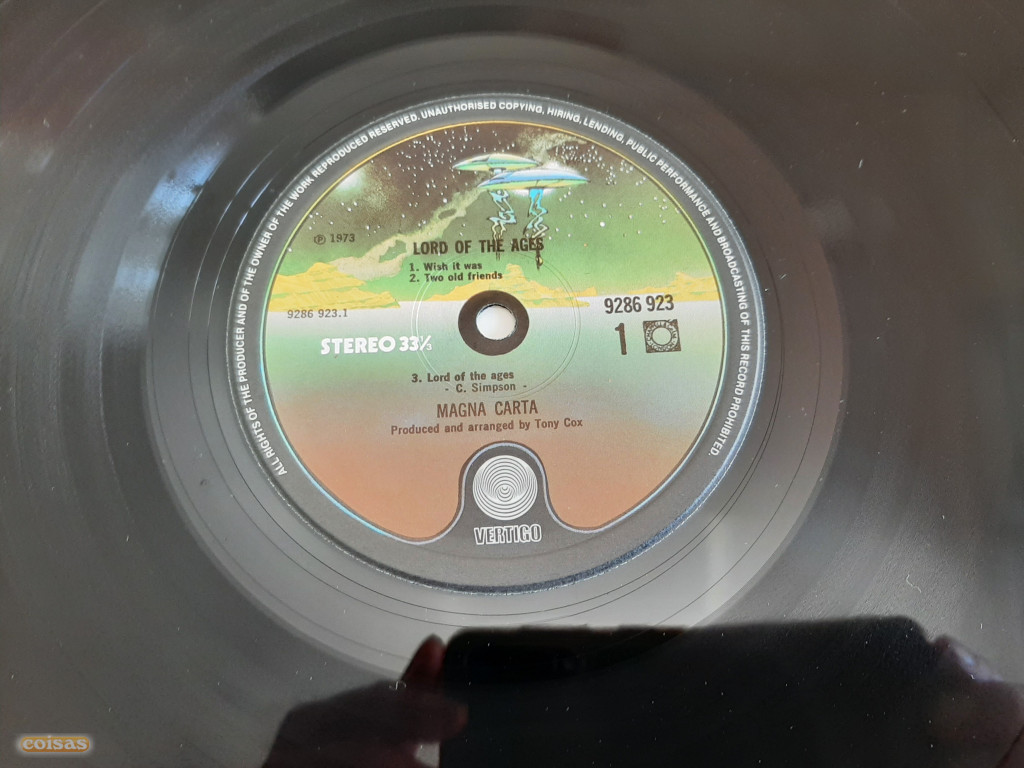 ALL RIGHTS OF THE PRODUCER AND OF THE OWNER OF THE WORK REPRODUCED RESERVED. UNAUTHORISED COPYING, HIRING, LENDING, PUBLIC PERFORMANCE AND BROADCASTING OF THIS RECORD PROHIBITED.
℗ 1973
LORD OF THE AGES
1. Wish it was
2. Two old friends
9286 923.1
9286 923
STEREO 33⅓
1
3. Lord of the ages
- C. Simpson -
MAGNA CARTA
Produced and arranged by Tony Cox
VERTIGO
coisas